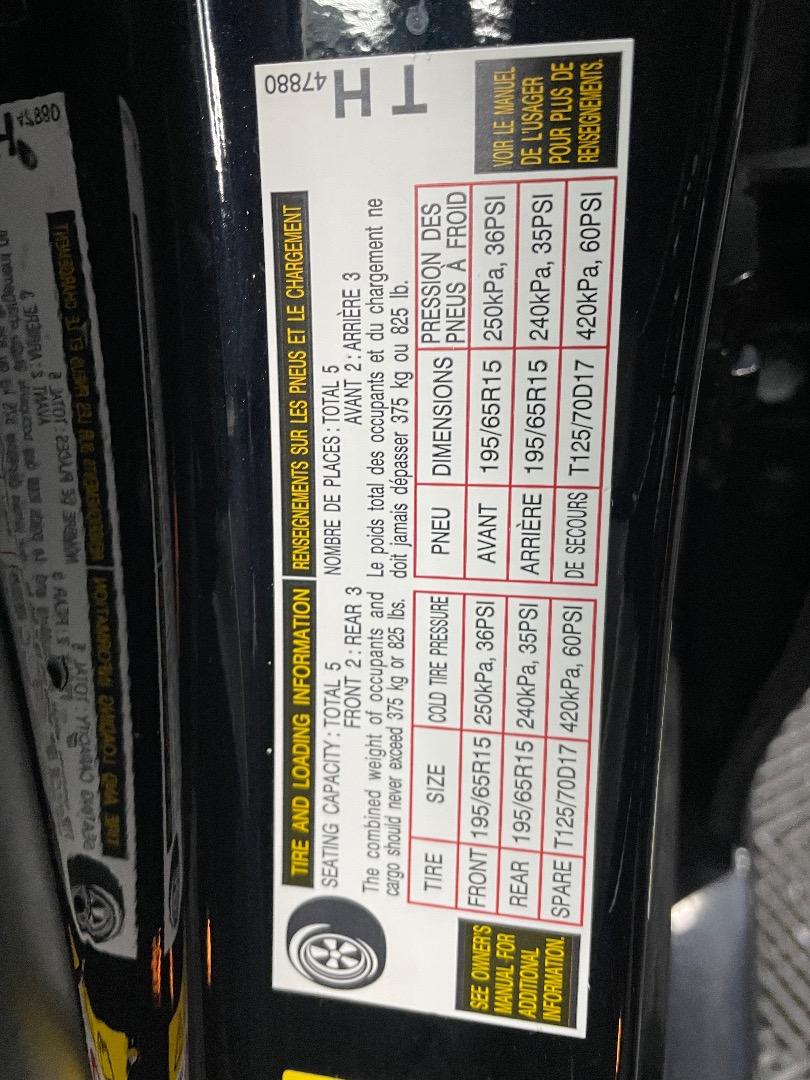 TIRE AND LOADING INFORMATION
SEATING CAPACITY : TOTAL 5
FRONT 2 : REAR 3
The combined weight of occupants and
cargo should never exceed 375 kg or 825 lbs.
TIRE SIZE COLD TIRE PRESSURE
FRONT 195/65R15 250kPa, 36PSI
REAR 195/65R15 240kPa, 35PSI
SPARE T125/70D17 420kPa, 60PSI
SEE OWNER'S
MANUAL FOR
ADDITIONAL
INFORMATION.
RENSEIGNEMENTS SUR LES PNEUS ET LE CHARGEMENT
NOMBRE DE PLACES : TOTAL 5
AVANT 2 : ARRIÈRE 3
Le poids total des occupants et du chargement ne
doit jamais dépasser 375 kg ou 825 lb.
PNEU DIMENSIONS PRESSION DES
PNEUS À FROID
AVANT 195/65R15 250kPa, 36PSI
ARRIÈRE 195/65R15 240kPa, 35PSI
DE SECOURS T125/70D17 420kPa, 60PSI
VOIR LE MANUEL
DE L'USAGER
POUR PLUS DE
RENSEIGNEMENTS.
47880
H
T